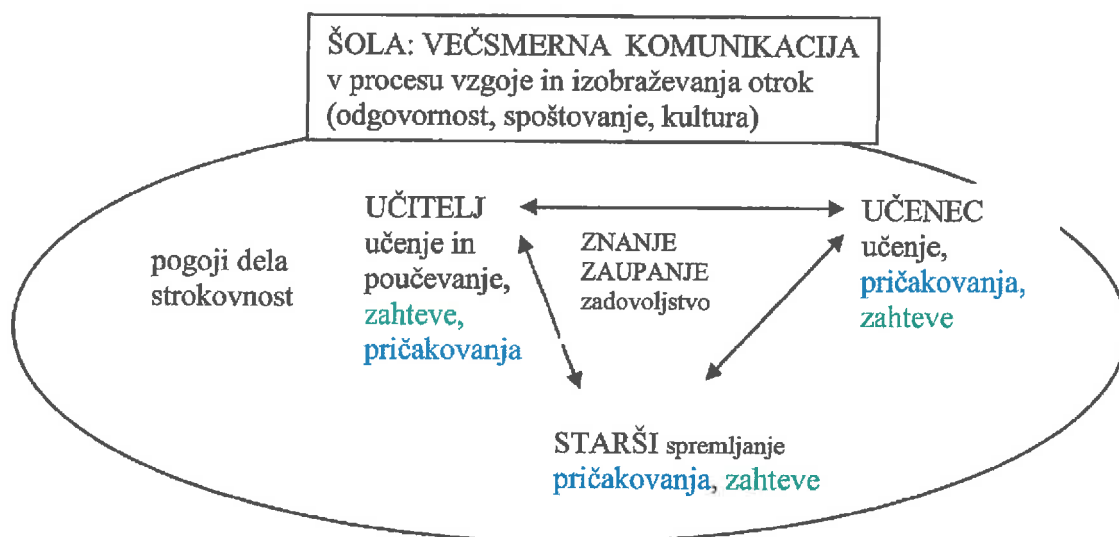 ŠOLA: VEČSMERNA KOMUNIKACIJA
v procesu vzgoje in izobraževanja otrok
(odgovornost, spoštovanje, kultura)
pogoji dela
strokovnost
UČITELJ
učenje in
poučevanje,
zahteve,
pričakovanja
ZNANJE
ZAUPANJE
zadovoljstvo
UČENEC
učenje,
pričakovanja,
zahteve
STARŠI spremljanje
pričakovanja, zahteve